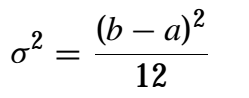 σ² = (b − a)² / 12